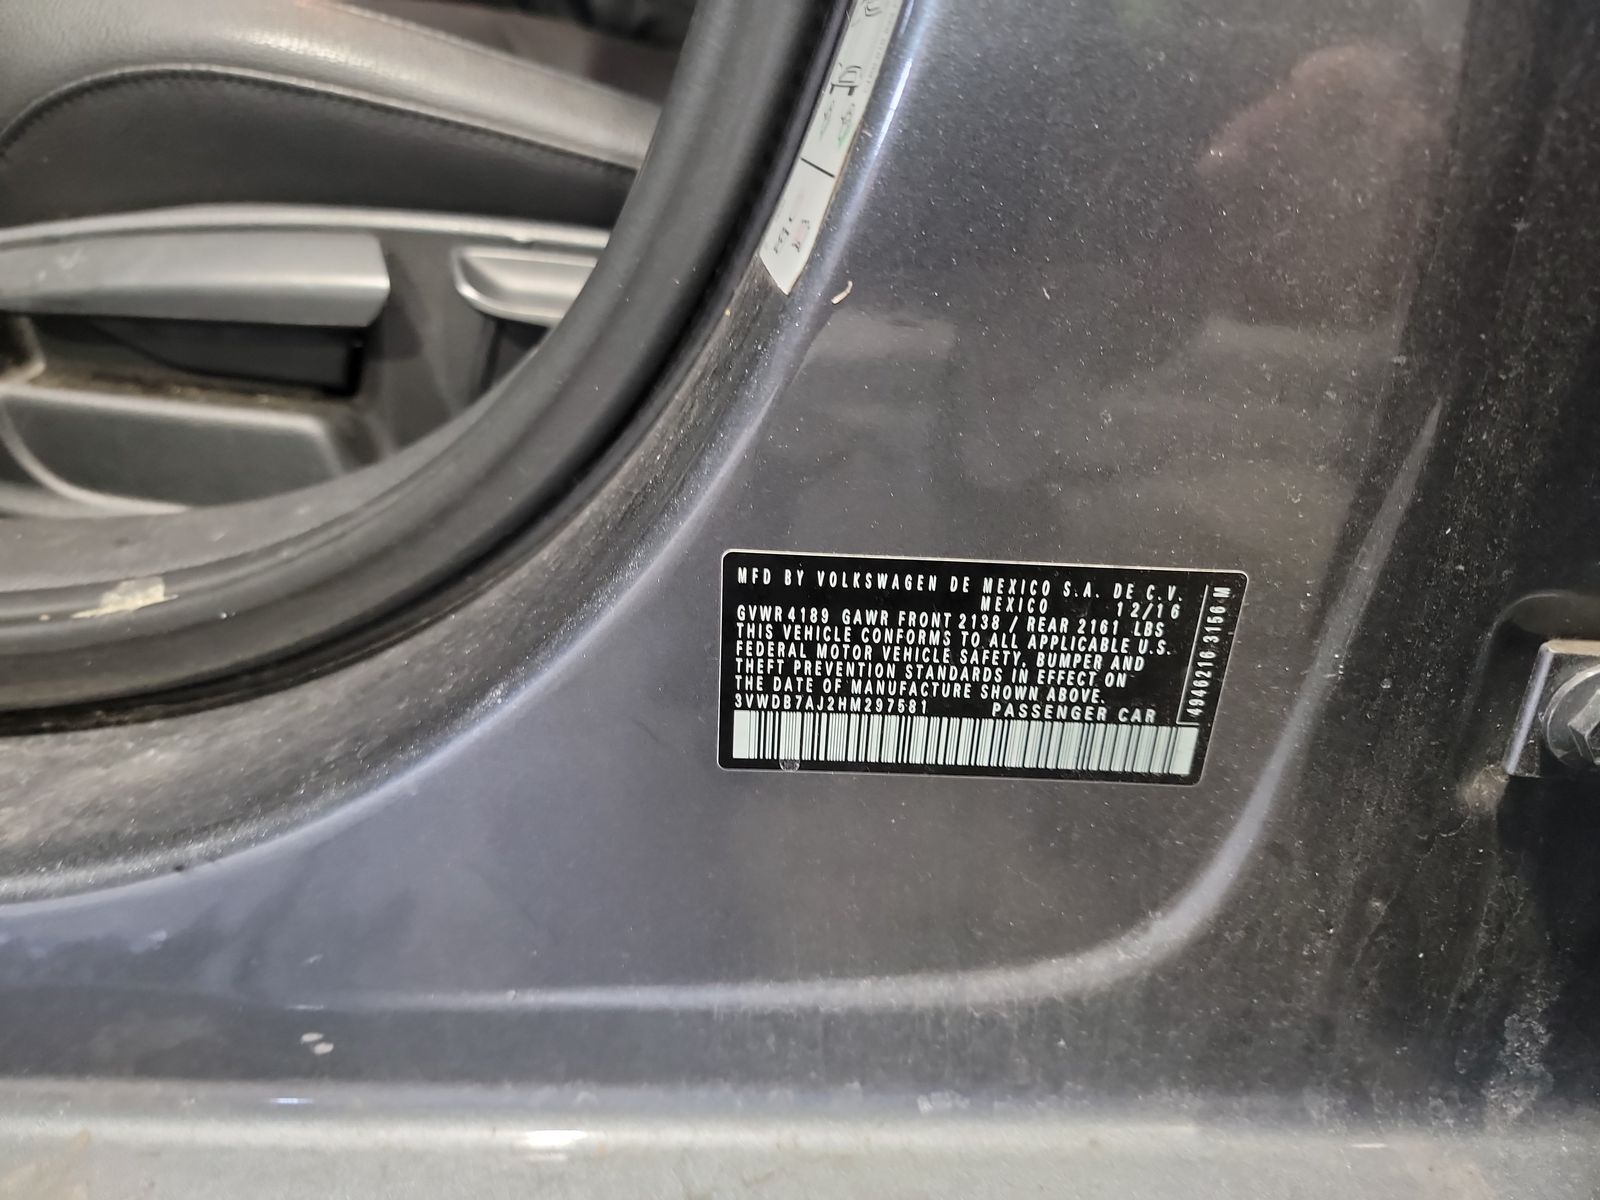 MFD BY VOLKSWAGEN DE MEXICO S.A. DE C.V.
MEXICO 12/16
GVWR 4189 GAWR FRONT 2138 / REAR 2161 LBS
THIS VEHICLE CONFORMS TO ALL APPLICABLE U.S.
FEDERAL MOTOR VEHICLE SAFETY, BUMPER AND
THEFT PREVENTION STANDARDS IN EFFECT ON
THE DATE OF MANUFACTURE SHOWN ABOVE.
3VWDB7AJ2HM297581 PASSENGER CAR
4946216 3156 M